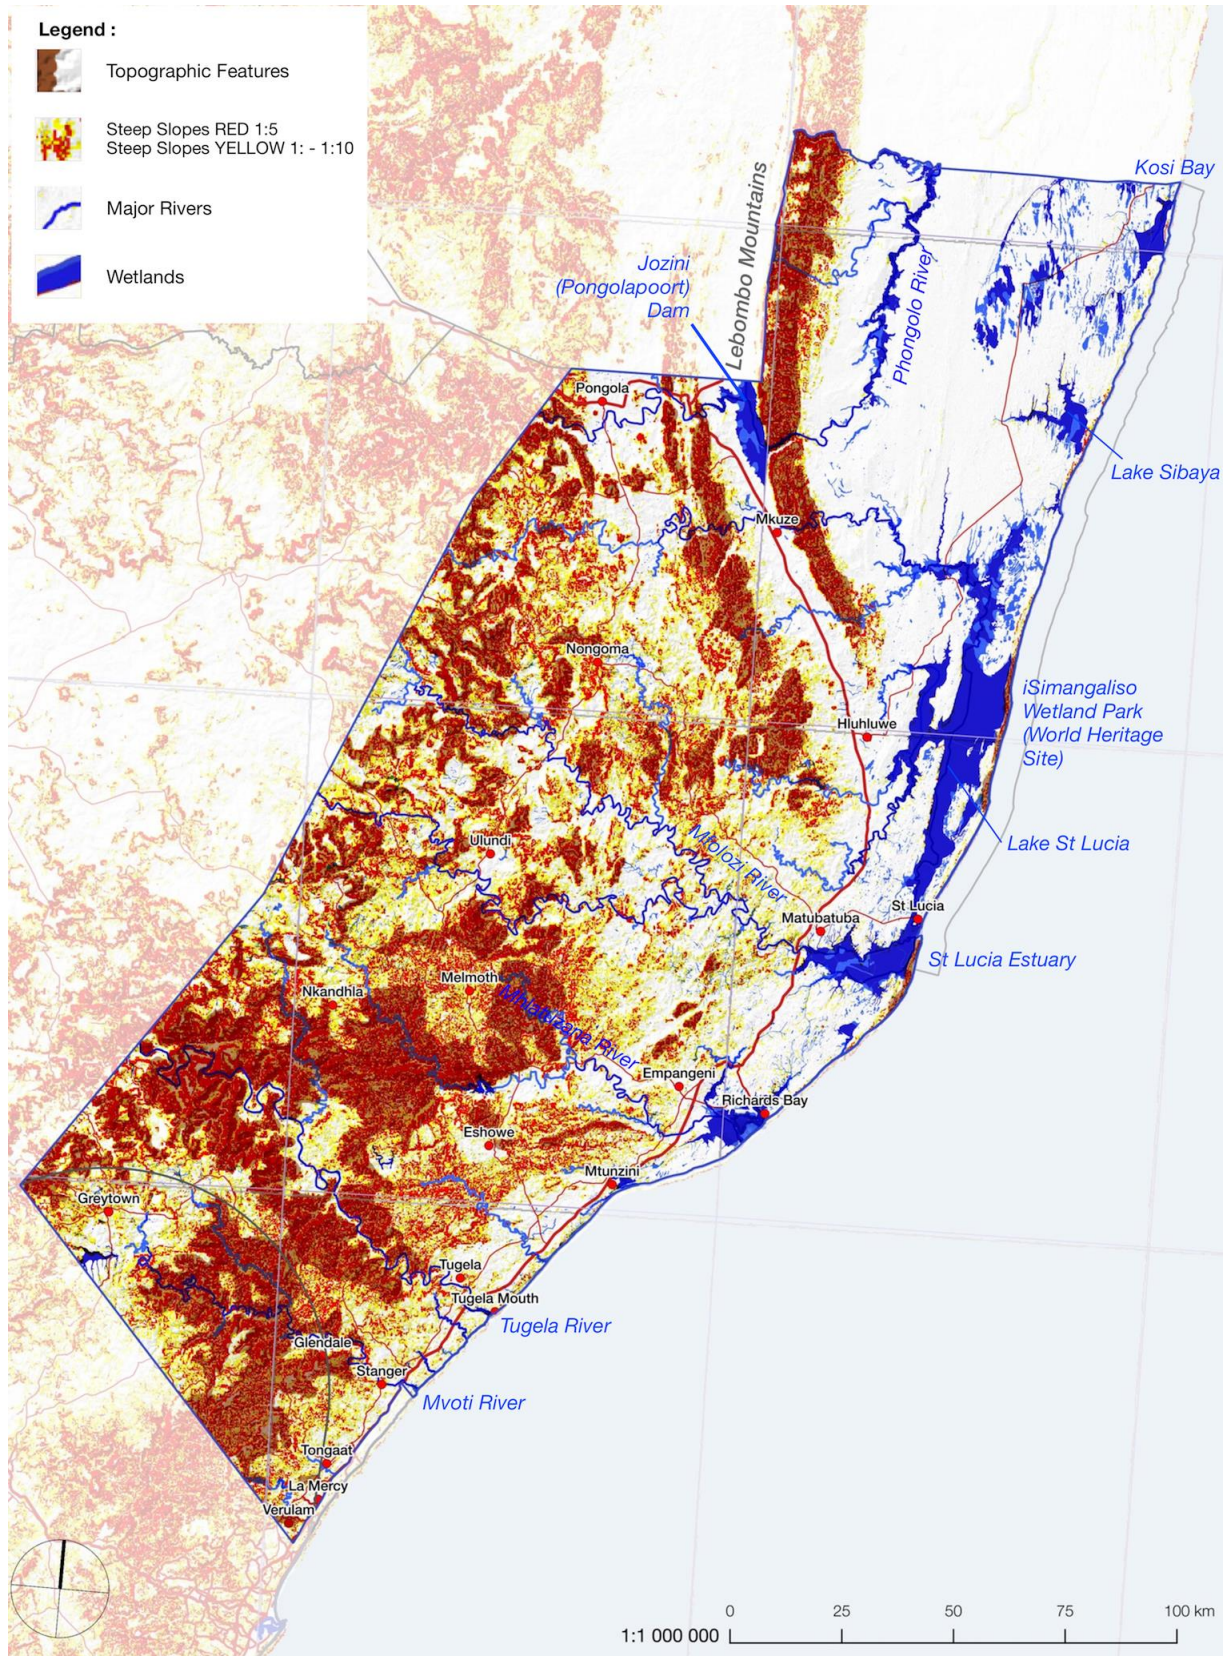 Legend :
Topographic Features
Steep Slopes RED 1:5
Steep Slopes YELLOW 1: - 1:10
Major Rivers
Wetlands
Kosi Bay
Lebombo Mountains
Jozini
(Pongolapoort)
Dam
Phongolo River
Pongola
Lake Sibaya
Mkuze
Nongoma
iSimangaliso
Wetland Park
(World Heritage
Site)
Hluhluwe
Ulundi
Mfolozi River
Lake St Lucia
Matubatuba
St Lucia
St Lucia Estuary
Melmoth
Nkandhla
River
Empangeni
Richards Bay
Eshowe
Mtunzini
Greytown
Tugela
Tugela Mouth
Tugela River
Glendale
Stanger
Mvoti River
Tongaat
La Mercy
Verulam
0 25 50 75 100 km
1:1 000 000